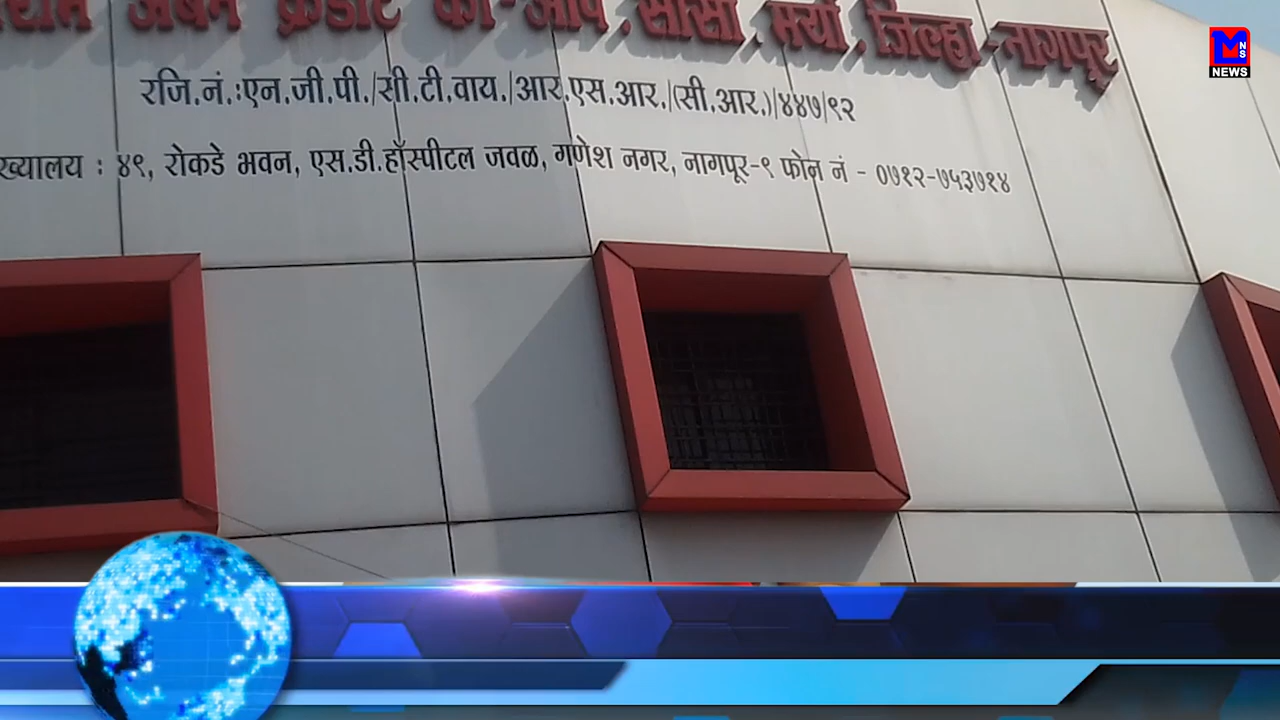 अर्बन क्रेडीट को-ऑप.सोसा.मर्या.जिल्हा-नागपूर
रजि.नं.:एन.जी.पी./सी.टी.वाय./आर.एस.आर./(सी.आर.)/४४७/९२
ख्यालय : ४९, रोकडे भवन, एस.डी.हॉस्पीटल जवळ, गणेश नगर, नागपूर-९ फोन नं - ०७१२-७५३७१४
MNS
NEWS